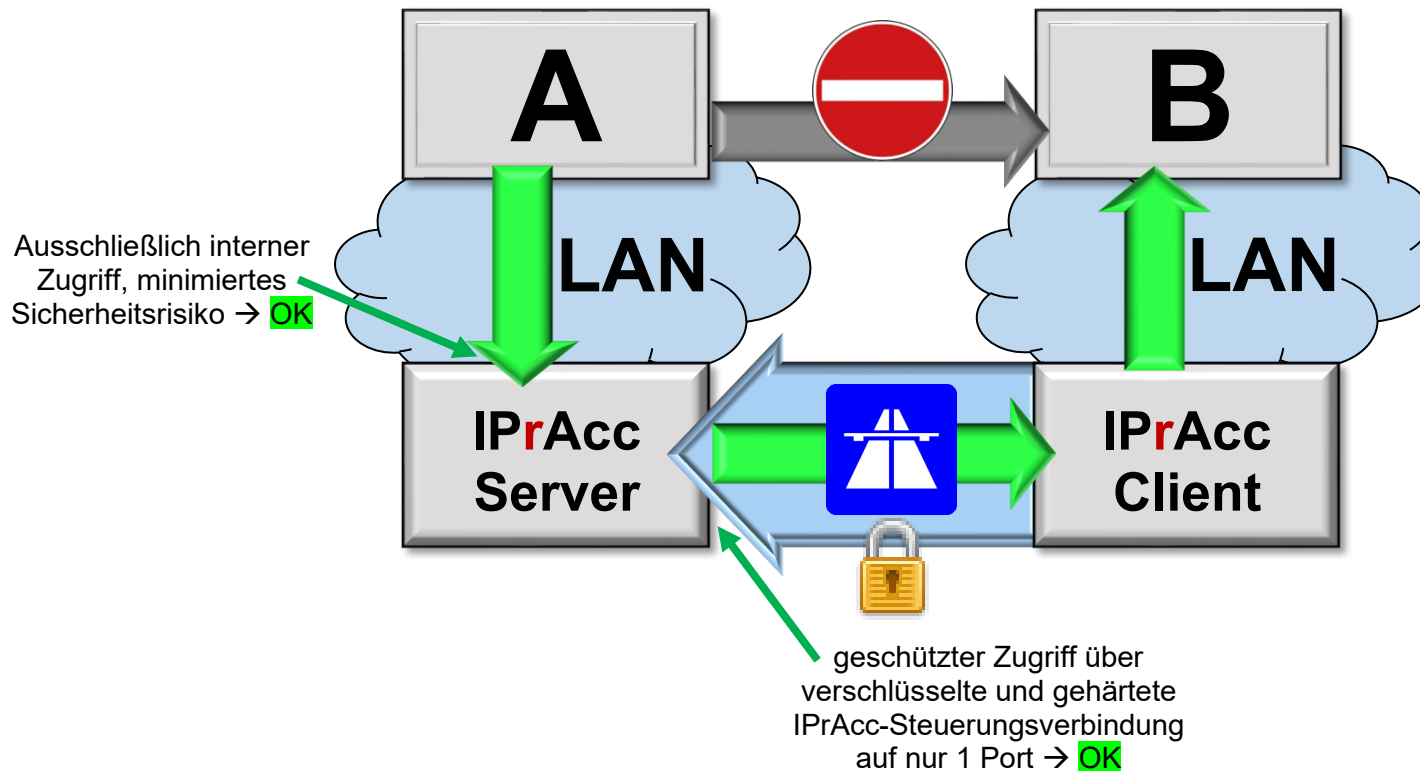 A
B
LAN
LAN
Ausschließlich interner
Zugriff, minimiertes
Sicherheitsrisiko → OK
IPrAcc
Server
IPrAcc
Client
geschützter Zugriff über
verschlüsselte und gehärtete
IPrAcc-Steuerungsverbindung
auf nur 1 Port → OK